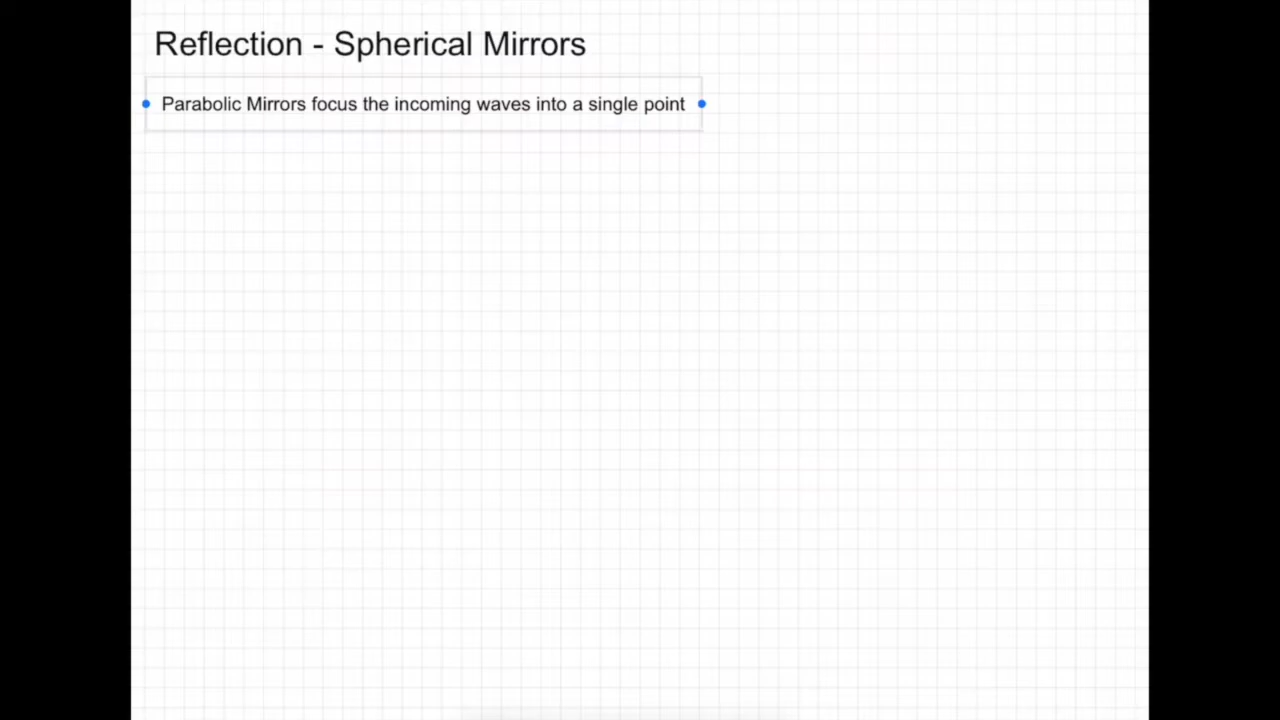 Reflection - Spherical Mirrors
Parabolic Mirrors focus the incoming waves into a single point